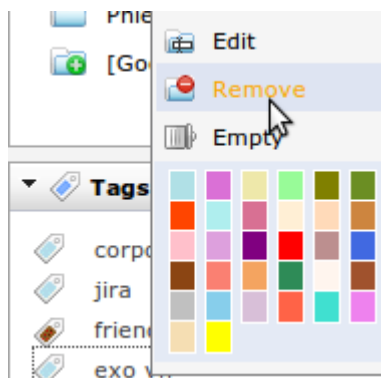 Phie
Edit
[Go
Remove
Empty
Tags
corpo
jira
frien
exo v